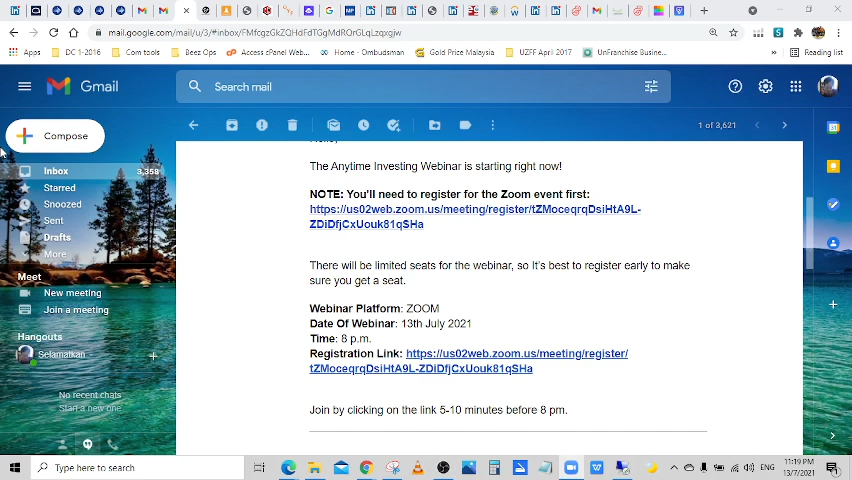 mail.google.com/mail/u/3/#inbox/FMfcgzGkZQHdFdTGgMdRQrGLqLzqxgjw
Apps DC 1-2016 Com tools Beez Ops Access cPanel Web... Home - Ombudsman Gold Price Malaysia UZFF April 2017 UnFranchise Busine... » Reading list
Gmail Search mail
Compose 1 of 3,621
Inbox 3,358
Starred
Snoozed
Sent
Drafts
More
Meet
New meeting
Join a meeting
Hangouts
Selamatkan
No recent chats
Start a new one
Hello,
The Anytime Investing Webinar is starting right now!
NOTE: You'll need to register for the Zoom event first:
https://us02web.zoom.us/meeting/register/tZMoceqrqDsiHtA9L-
ZDiDfjCxUouk81qSHa
There will be limited seats for the webinar, so It's best to register early to make
sure you get a seat.
Webinar Platform: ZOOM
Date Of Webinar: 13th July 2021
Time: 8 p.m.
Registration Link: https://us02web.zoom.us/meeting/register/
tZMoceqrqDsiHtA9L-ZDiDfjCxUouk81qSHa
Join by clicking on the link 5-10 minutes before 8 pm.
Type here to search
ENG
11:19 PM
13/7/2021